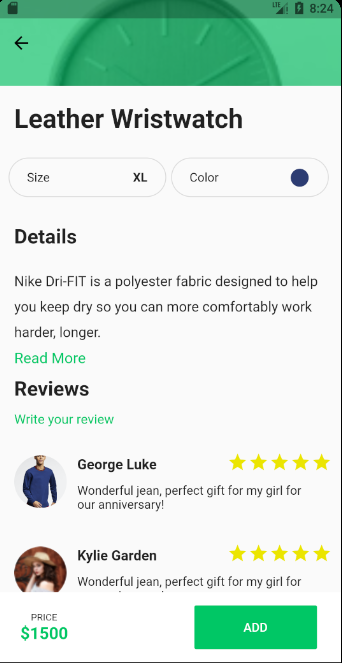 LTE 8:24
Leather Wristwatch
Size XL Color
Details
Nike Dri-FIT is a polyester fabric designed to help
you keep dry so you can more comfortably work
harder, longer.
Read More
Reviews
Write your review
George Luke
Wonderful jean, perfect gift for my girl for
our anniversary!
Kylie Garden
Wonderful jean, perfect gift for my girl for
PRICE
$1500
ADD